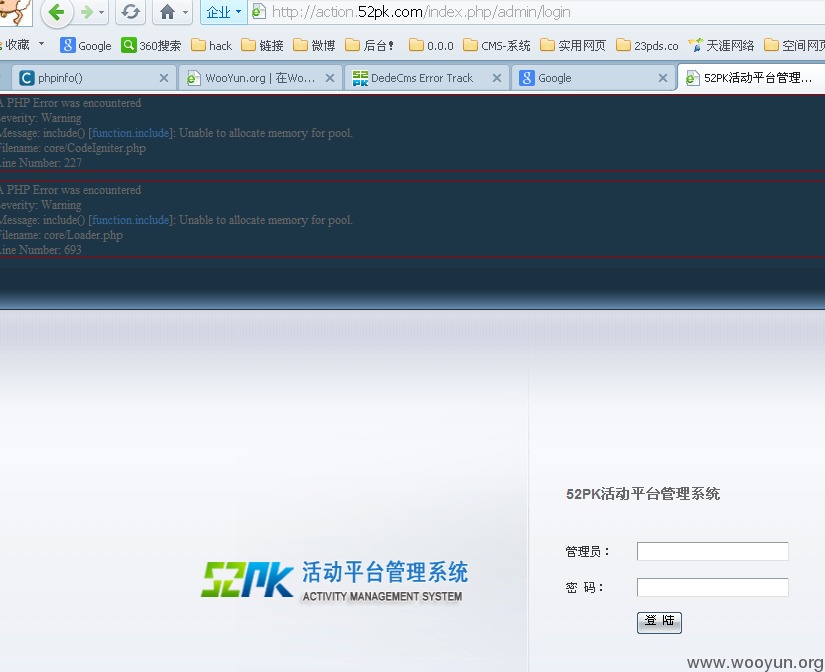 企业 http://action.52pk.com/index.php/admin/login
收藏 Google 360搜索 hack 链接 微博 后台! 0.0.0 CMS-系统 实用网页 23pds.co 天涯网络 空间网页
phpinfo() WooYun.org | 在Wo... DedeCms Error Track Google 52PK活动平台管理...
A PHP Error was encountered
Severity: Warning
Message: include() [function.include]: Unable to allocate memory for pool.
Filename: core/CodeIgniter.php
Line Number: 227
A PHP Error was encountered
Severity: Warning
Message: include() [function.include]: Unable to allocate memory for pool.
Filename: core/Loader.php
Line Number: 693
52PK活动平台管理系统
管理员：
密 码：
登 陆
52PK 活动平台管理系统
ACTIVITY MANAGEMENT SYSTEM
www.wooyun.org